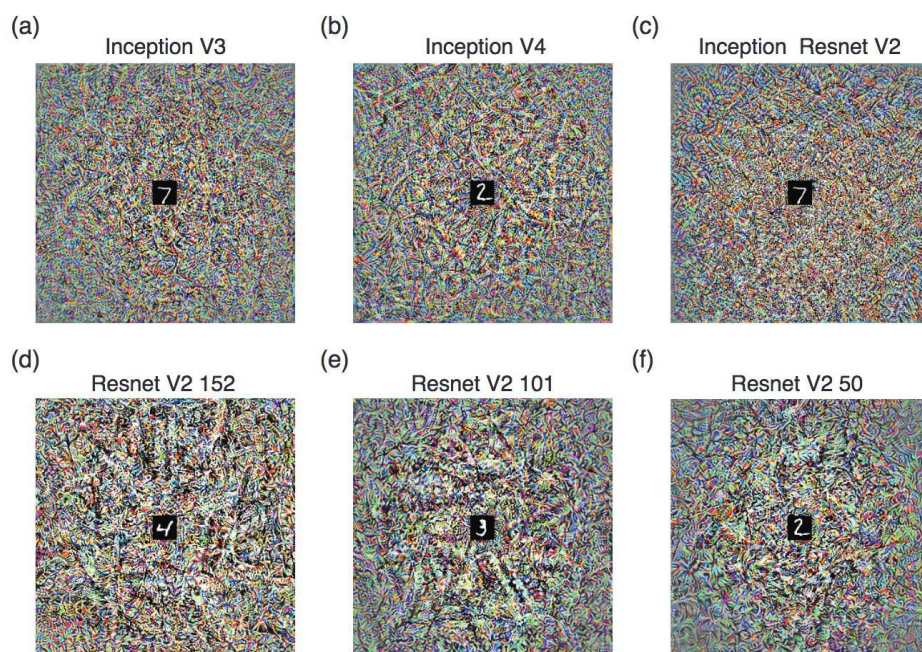 (a)
Inception V3
(b)
Inception V4
(c)
Inception Resnet V2
7
2
7
(d)
Resnet V2 152
(e)
Resnet V2 101
(f)
Resnet V2 50
4
3
2